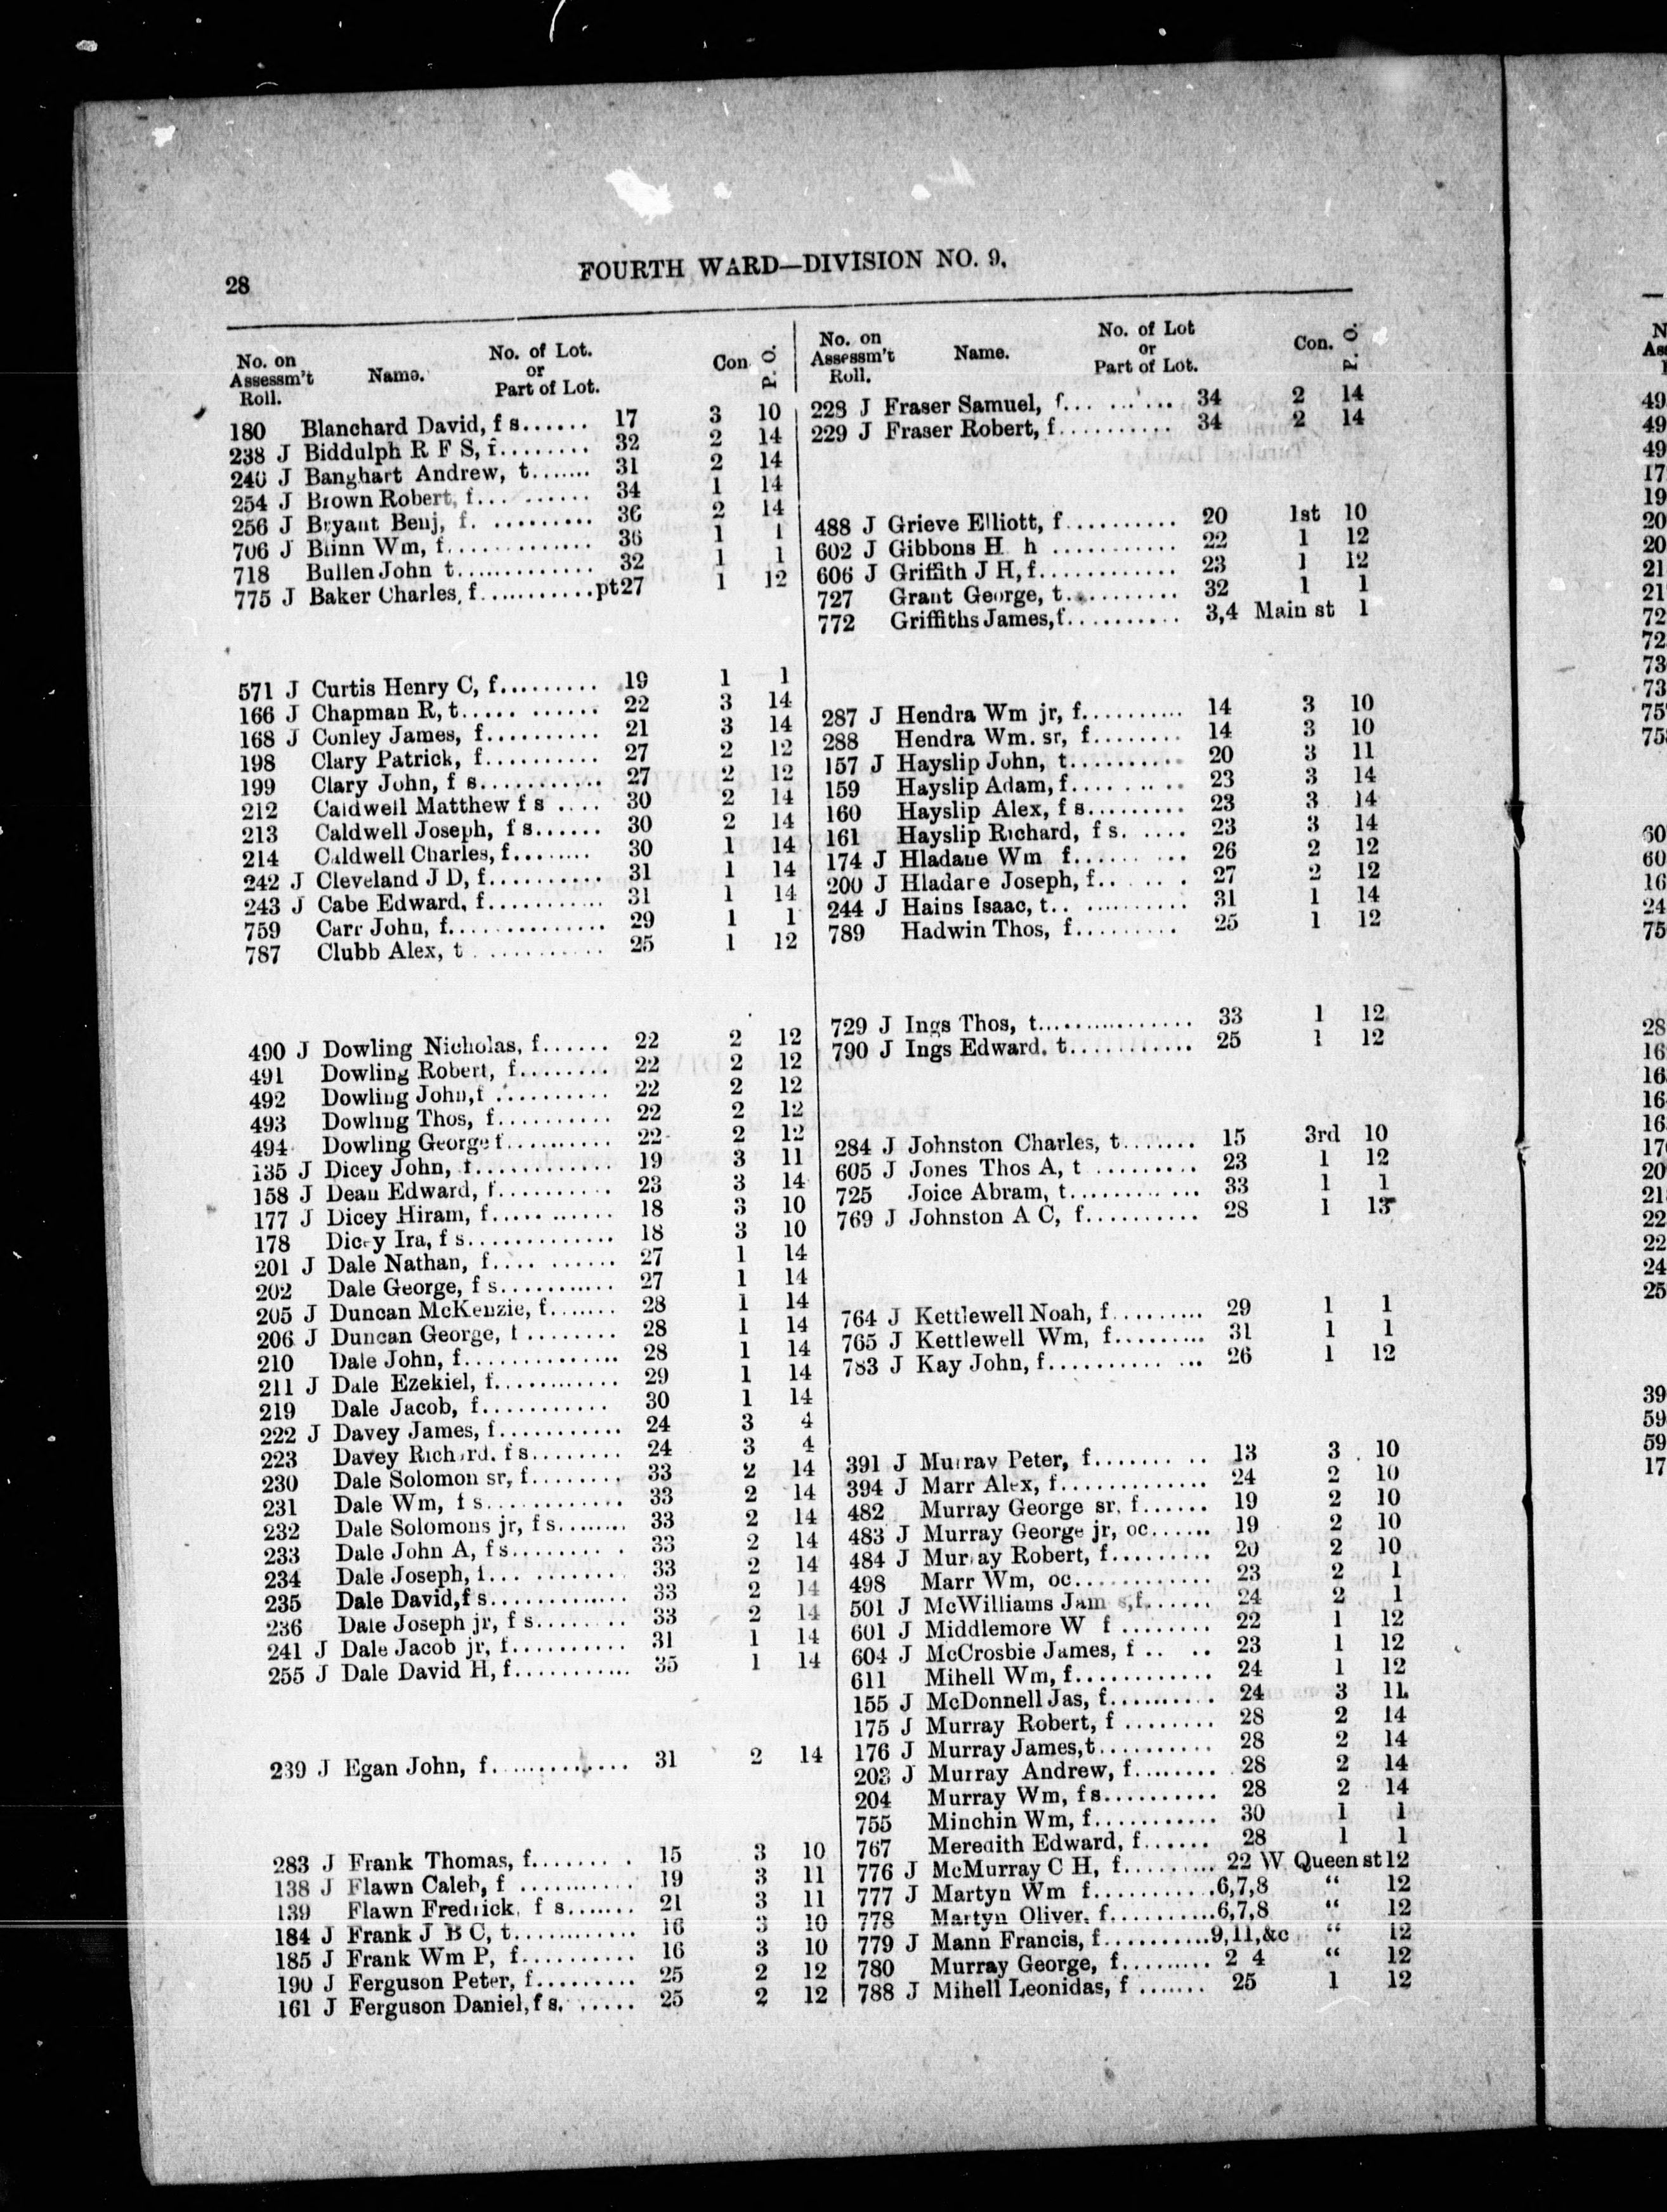 28
FOURTH WARD—DIVISION NO. 9.
No. on Assessm't Roll. Name. No. of Lot. or Part of Lot. Con. P. O.
180 Blanchard David, f s...... 17 3 10
238 J Biddulph R F S, f........ 32 2 14
240 J Banghart Andrew, t....... 31 2 14
254 J Brown Robert, f... ...... 34 1 14
256 J Bryant Benj, f. ......... 36 2 14
706 J Blinn Wm, f............. 36 1 1
718 Bullen John t............. 32 1 1
775 J Baker Charles, f...........pt27 1 12
571 J Curtis Henry C, f......... 19 1 1
166 J Chapman R, t..... ...... 22 3 14
168 J Conley James, f.......... 21 3 14
198 Clary Patrick, f.......... 27 2 12
199 Clary John, f s........... 27 2 12
212 Caldwell Matthew f s .... 30 2 14
213 Caldwell Joseph, f s...... 30 2 14
214 Caldwell Charles, f........ 30 1 14
242 J Cleveland J D, f.......... 31 1 14
243 J Cabe Edward, f........... 31 1 14
759 Carr John, f.............. 29 1 1
787 Clubb Alex, t ............ 25 1 12
490 J Dowling Nicholas, f...... 22 2 12
491 Dowling Robert, f........ 22 2 12
492 Dowling John,f .......... 22 2 12
493 Dowling Thos, f.......... 22 2 12
494 Dowling George f.......... 22 2 12
135 J Dicey John, f............ 19 3 11
158 J Dean Edward, f.......... 23 3 14
177 J Dicey Hiram, f..... ...... 18 3 10
178 Dicey Ira, f s............. 18 3 10
201 J Dale Nathan, f.... ...... 27 1 14
202 Dale George, f s........... 27 1 14
205 J Duncan McKenzie, f....... 28 1 14
206 J Duncan George, t ........ 28 1 14
210 Dale John, f.............. 28 1 14
211 J Dale Ezekiel, f............ 29 1 14
219 Dale Jacob, f........... 30 1 14
222 J Davey James, f........... 24 3 4
223 Davey Richard. f s........ 24 3 4
230 Dale Solomon sr, f........ 33 2 14
231 Dale Wm, f s............ 33 2 14
232 Dale Solomons jr, f s........ 33 2 14
233 Dale John A, f s......... . 33 2 14
234 Dale Joseph, f... ........ 33 2 14
235 Dale David,f s............. 33 2 14
236 Dale Joseph jr, f s........ 33 2 14
241 J Dale Jacob jr, f.......... 31 1 14
255 J Dale David H, f........... 35 1 14
239 J Egan John, f............. 31 2 14
283 J Frank Thomas, f........ . 15 3 10
138 J Flawn Caleb, f ........... 19 3 11
139 Flawn Fredrick, f s....... 21 3 11
184 J Frank J B C, t............ 16 3 10
185 J Frank Wm P, f.......... 16 3 10
190 J Ferguson Peter, f......... 25 2 12
161 J Ferguson Daniel, f s. ..... 25 2 12
No. on Assessm't Roll. Name. No. of Lot or Part of Lot. Con. P. O.
228 J Fraser Samuel, f... ...... 34 2 14
229 J Fraser Robert, f.......... 34 2 14
488 J Grieve Elliott, f.......... 20 1st 10
602 J Gibbons H h ........... 22 1 12
606 J Griffith J H, f............ 23 1 12
727 Grant George, t.......... 32 1 1
772 Griffiths James,f.......... 3,4 Main st 1
287 J Hendra Wm jr, f.......... 14 3 10
288 Hendra Wm. sr, f........ 14 3 10
157 J Hayslip John, t.......... 20 3 11
159 Hayslip Adam, f.......... 23 3 14
160 Hayslip Alex, f s......... 23 3 14
161 Hayslip Richard, f s. ..... 23 3 14
174 J Hladane Wm f...... ... 26 2 12
200 J Hladare Joseph, f.. .. .. . 27 2 12
244 J Hains Isaac, t.. .......... 31 1 14
789 Hadwin Thos, f......... 25 1 12
729 J Ings Thos, t............... 33 1 12
790 J Ings Edward. t........... 25 1 12
284 J Johnston Charles, t....... 15 3rd 10
605 J Jones Thos A, t .......... 23 1 12
725 Joice Abram, t......... ... 33 1 1
769 J Johnston A C, f.......... 28 1 13
764 J Kettlewell Noah, f......... 29 1 1
765 J Kettlewell Wm, f......... 31 1 1
783 J Kay John, f.......... ... 26 1 12
391 J Murray Peter, f........ .. 13 3 10
394 J Marr Alex, f............. 24 2 10
482 Murray George sr, f...... 19 2 10
483 J Murray George jr, oc...... 19 2 10
484 J Murray Robert, f......... 20 2 10
498 Marr Wm, oc............ 23 2 1
501 J McWilliams Jam s,f...... 24 2 1
601 J Middlemore W f ........ 22 1 12
604 J McCrosbie James, f .. .. 23 1 12
611 Mihell Wm, f............ 24 1 12
155 J McDonnell Jas, f.......... 24 3 11
175 J Murray Robert, f ........ 28 2 14
176 J Murray James,t.......... 28 2 14
203 J Murray Andrew, f........ 28 2 14
204 Murray Wm, f s.......... 28 2 14
755 Minchin Wm, f........... 30 1 1
767 Meredith Edward, f...... 28 1 1
776 J McMurray C H, f......... 22 W Queen st 12
777 J Martyn Wm f...........6,7,8 “ 12
778 Martyn Oliver. f..........6,7,8 “ 12
779 J Mann Francis, f..........9,11,&c “ 12
780 Murray George, f......... 2 4 “ 12
788 J Mihell Leonidas, f ....... 25 1 12